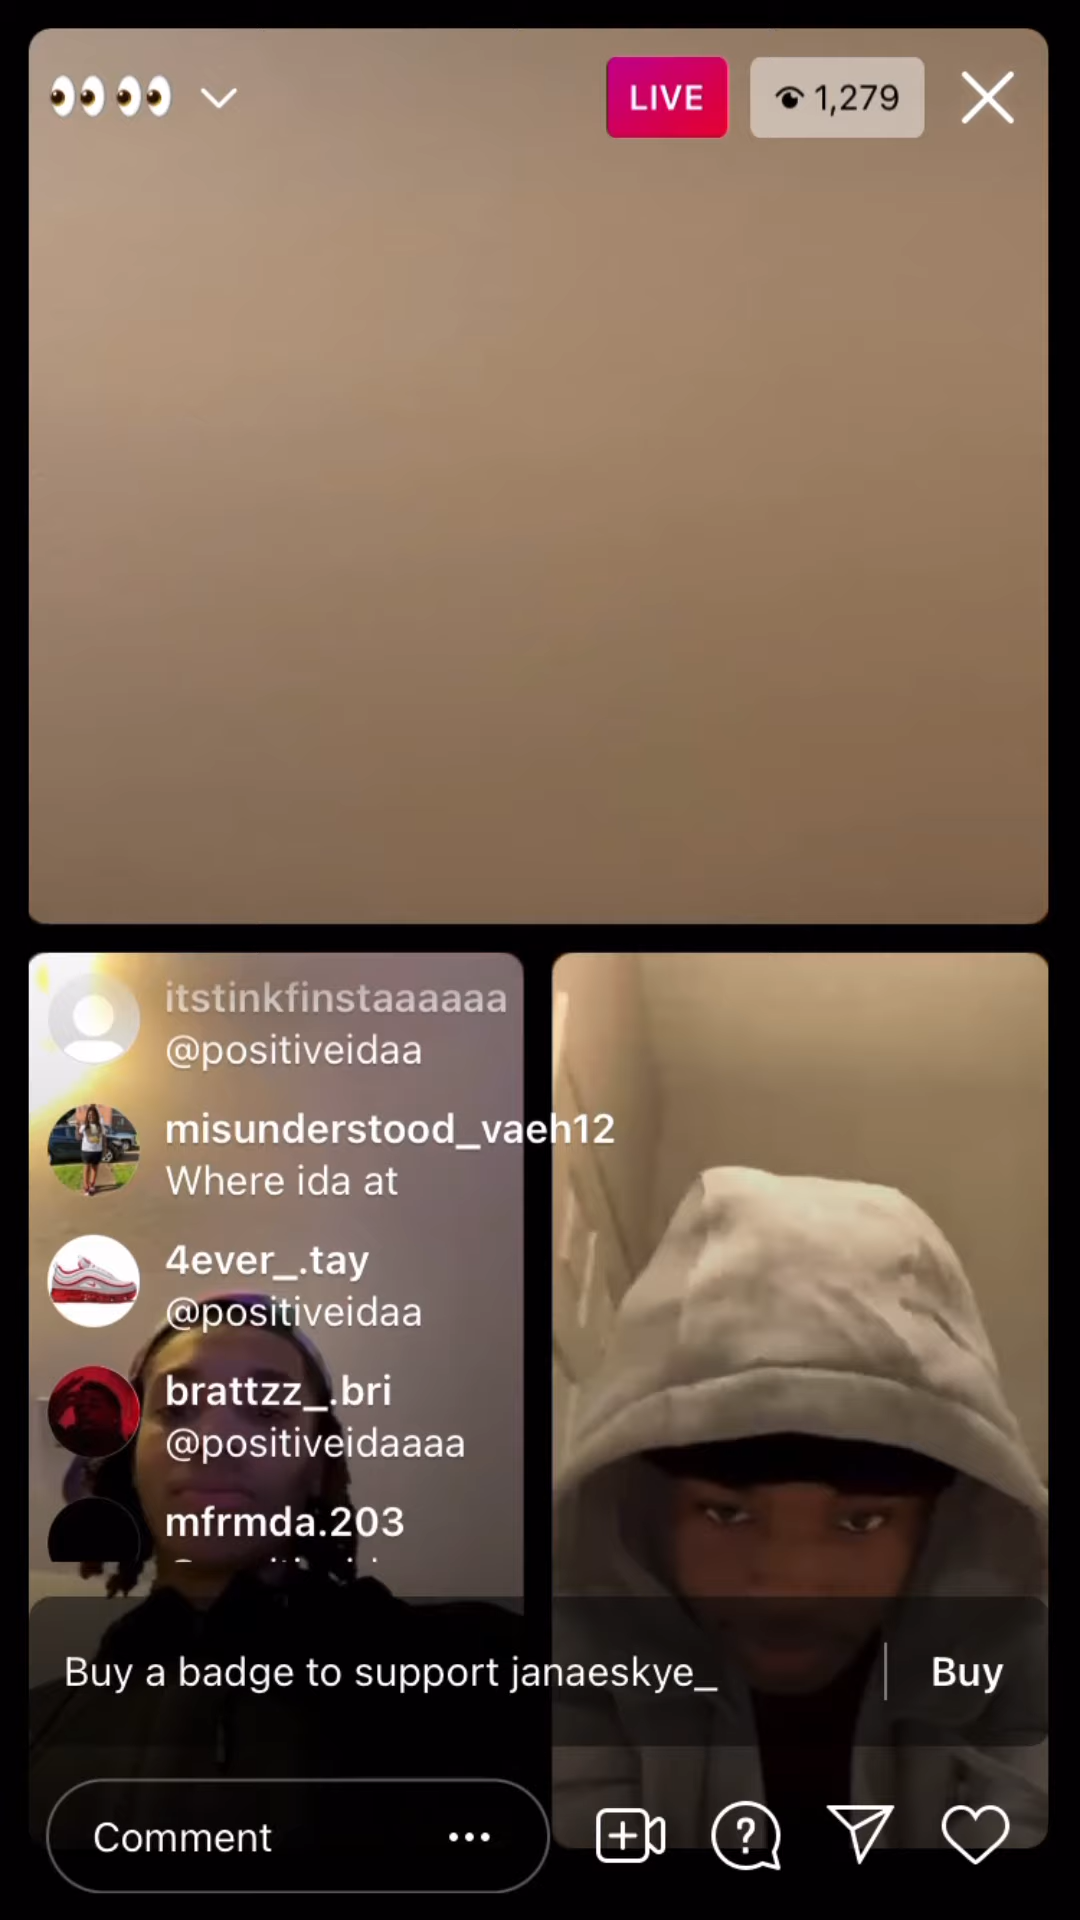 👀👀
LIVE
1,279
itstinkfinstaaaaaa
@positiveidaa
misunderstood_vaeh12
Where ida at
4ever_.tay
@positiveidaa
brattzz_.bri
@positiveidaaaa
mfrmda.203
Buy a badge to support janaeskye_
Buy
Comment